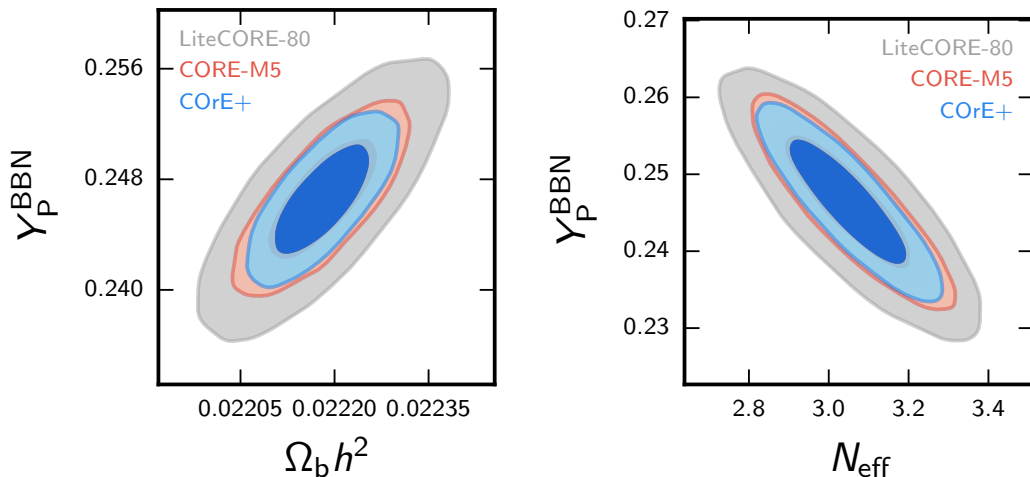 LiteCORE-80
CORE-M5
COrE+
0.256
0.248
0.240
Y_P^BBN
0.02205 0.02220 0.02235
Ω_b h²
LiteCORE-80
CORE-M5
COrE+
0.27
0.26
0.25
0.24
0.23
Y_P^BBN
2.8 3.0 3.2 3.4
N_eff